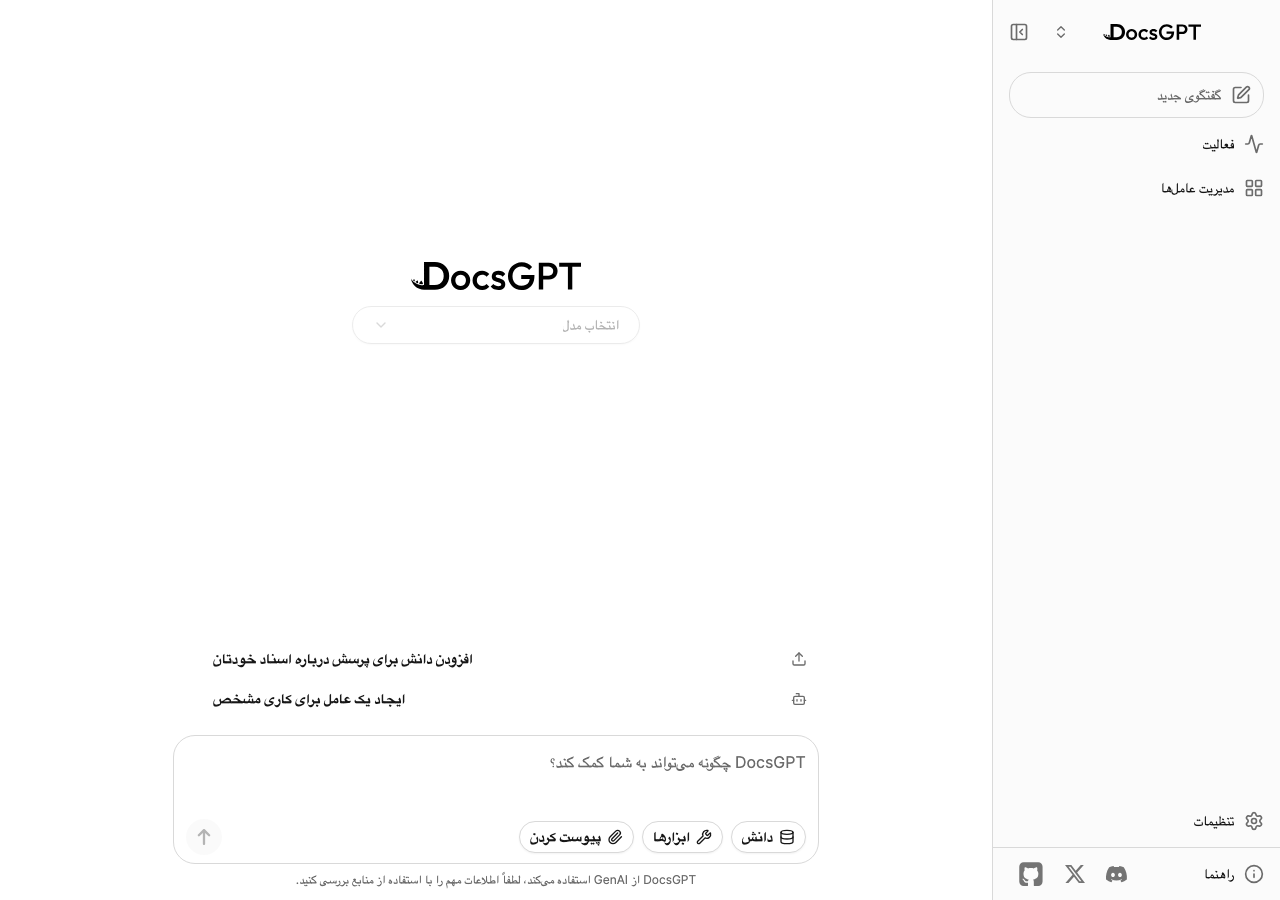 DocsGPT
گفتگوی جدید
فعالیت
مدیریت عامل‌ها
تنظیمات
راهنما
DocsGPT
انتخاب مدل
افزودن دانش برای پرسش درباره اسناد خودتان
ایجاد یک عامل برای کاری مشخص
DocsGPT چگونه می‌تواند به شما کمک کند؟
دانش
ابزارها
پیوست کردن
DocsGPT از GenAI استفاده می‌کند، لطفاً اطلاعات مهم را با استفاده از منابع بررسی کنید.